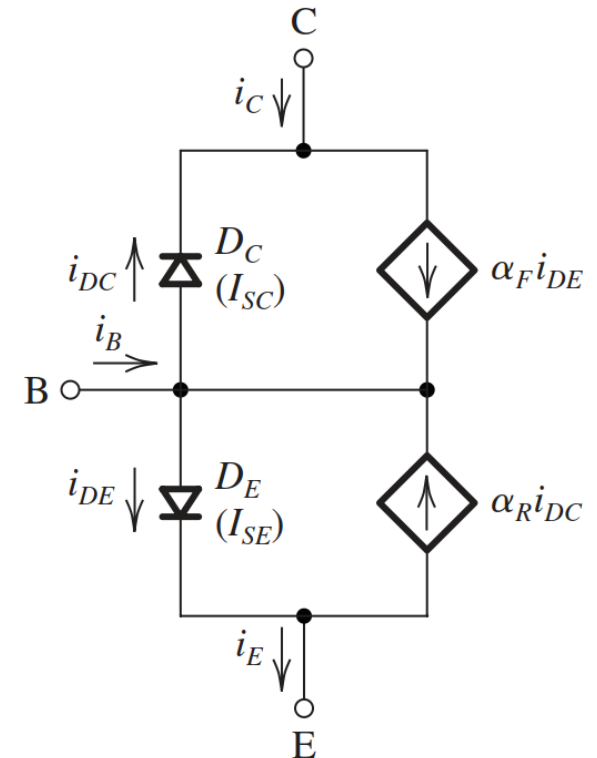 C
i_C
D_C
(I_SC)
i_DC
α_F i_DE
i_B
B
D_E
(I_SE)
i_DE
α_R i_DC
i_E
E